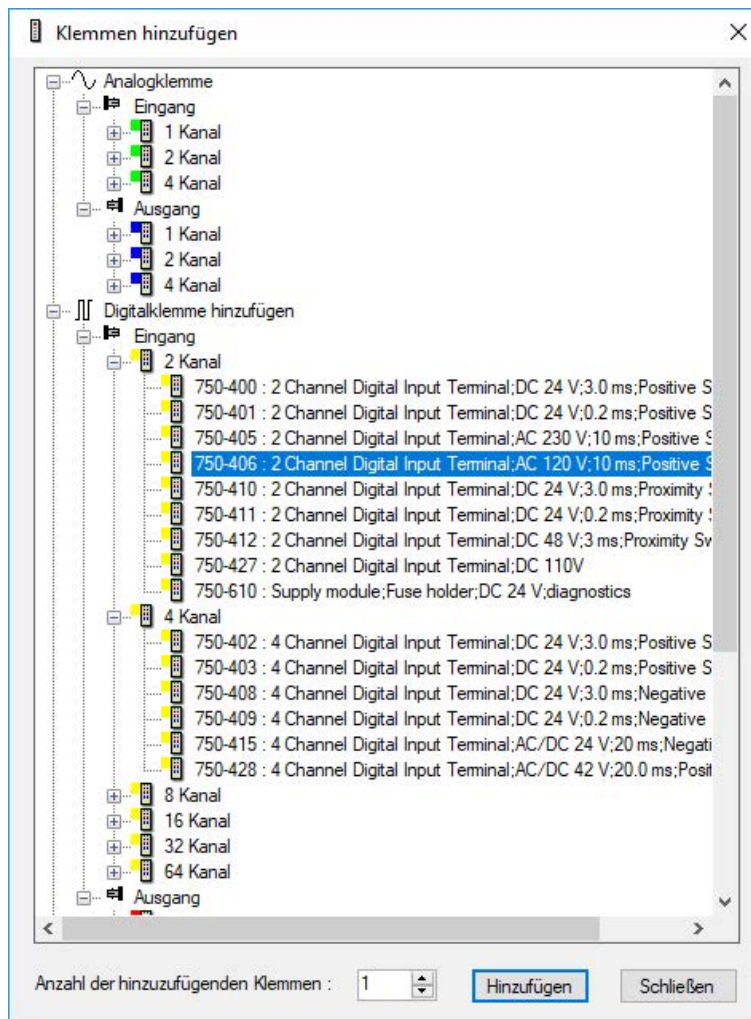 Klemmen hinzufügen
Analogklemme
Eingang
1 Kanal
2 Kanal
4 Kanal
Ausgang
1 Kanal
2 Kanal
4 Kanal
Digitalklemme hinzufügen
Eingang
2 Kanal
750-400 : 2 Channel Digital Input Terminal;DC 24 V;3.0 ms;Positive S
750-401 : 2 Channel Digital Input Terminal;DC 24 V;0.2 ms;Positive S
750-405 : 2 Channel Digital Input Terminal;AC 230 V;10 ms;Positive S
750-406 : 2 Channel Digital Input Terminal;AC 120 V;10 ms;Positive S
750-410 : 2 Channel Digital Input Terminal;DC 24 V;3.0 ms;Proximity S
750-411 : 2 Channel Digital Input Terminal;DC 24 V;0.2 ms;Proximity S
750-412 : 2 Channel Digital Input Terminal;DC 48 V;3 ms;Proximity Sw
750-427 : 2 Channel Digital Input Terminal;DC 110V
750-610 : Supply module;Fuse holder;DC 24 V;diagnostics
4 Kanal
750-402 : 4 Channel Digital Input Terminal;DC 24 V;3.0 ms;Positive S
750-403 : 4 Channel Digital Input Terminal;DC 24 V;0.2 ms;Positive S
750-408 : 4 Channel Digital Input Terminal;DC 24 V;3.0 ms;Negative
750-409 : 4 Channel Digital Input Terminal;DC 24 V;0.2 ms;Negative
750-415 : 4 Channel Digital Input Terminal;AC/DC 24 V;20 ms;Negati
750-428 : 4 Channel Digital Input Terminal;AC/DC 42 V;20.0 ms;Posit
8 Kanal
16 Kanal
32 Kanal
64 Kanal
Ausgang
Anzahl der hinzuzufügenden Klemmen : 1 Hinzufügen Schließen